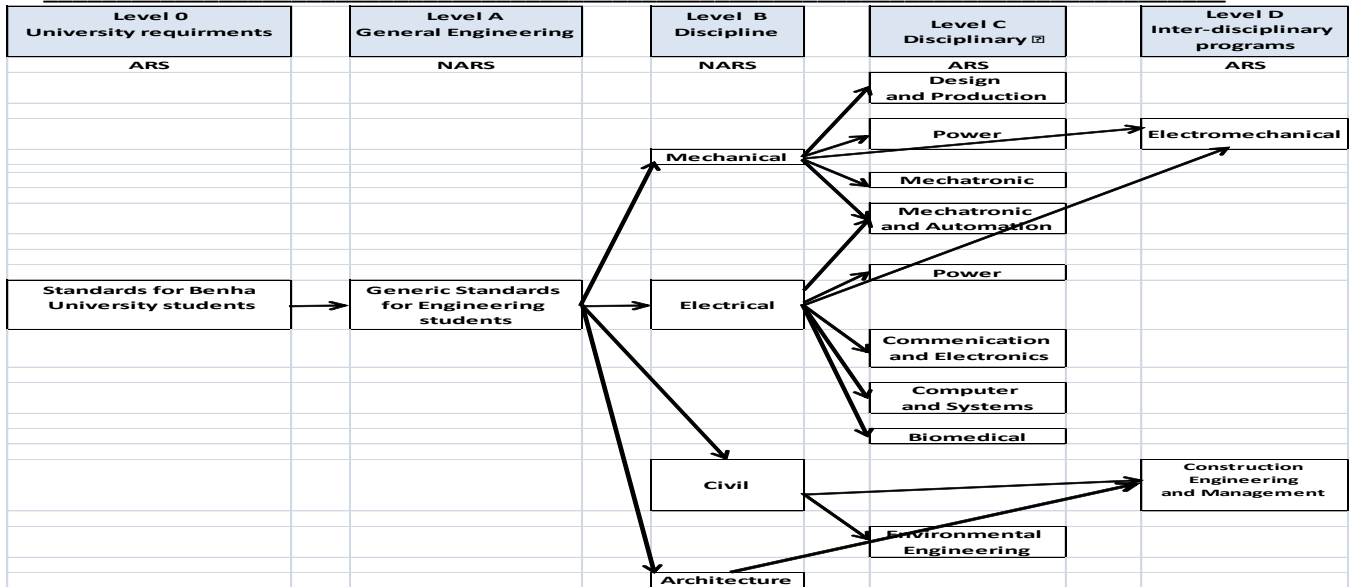 Level 0
University requirments
Level A
General Engineering
Level B
Discipline
Level C
Disciplinary
Level D
Inter-disciplinary
programs
ARS
NARS
NARS
ARS
ARS
Design
and Production
Power
Electromechanical
Mechanical
Mechatronic
Mechatronic
and Automation
Power
Standards for Benha
University students
Generic Standards
for Engineering
students
Electrical
Commenication
and Electronics
Computer
and Systems
Biomedical
Civil
Construction
Engineering
and Management
Environmental
Engineering
Architecture